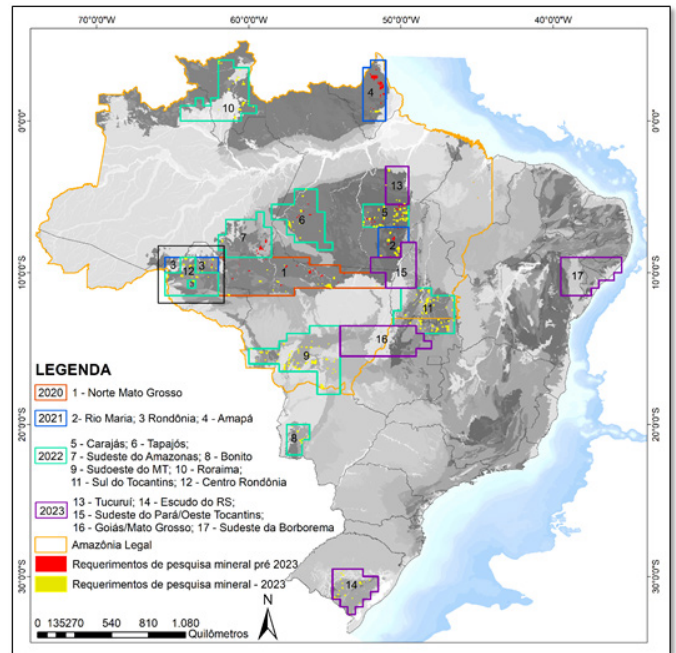 70°0'0"W 60°0'0"W 50°0'0"W 40°0'0"W
0°0'0"
10°0'0"S
20°0'0"S
30°0'0"S
10
4
13
5
6
2
7
3 3
12
3
1
15
17
11
16
9
8
14
LEGENDA
2020 1 - Norte Mato Grosso
2021 2- Rio Maria; 3 Rondônia; 4 - Amapá
5 - Carajás; 6 - Tapajós;
2022 7 - Sudeste do Amazonas; 8 - Bonito
9 - Sudoeste do MT; 10 - Roraima;
11 - Sul do Tocantins; 12 - Centro Rondônia
13 - Tucuruí; 14 - Escudo do RS;
2023 15 - Sudeste do Pará/Oeste Tocantins;
16 - Goiás/Mato Grosso; 17 - Sudeste da Borborema
Amazônia Legal
Requerimentos de pesquisa mineral pré 2023
Requerimentos de pesquisa mineral - 2023
N
0 135270 540 810 1.080
Quilômetros
0°0'0"
10°0'0"S
20°0'0"S
30°0'0"S